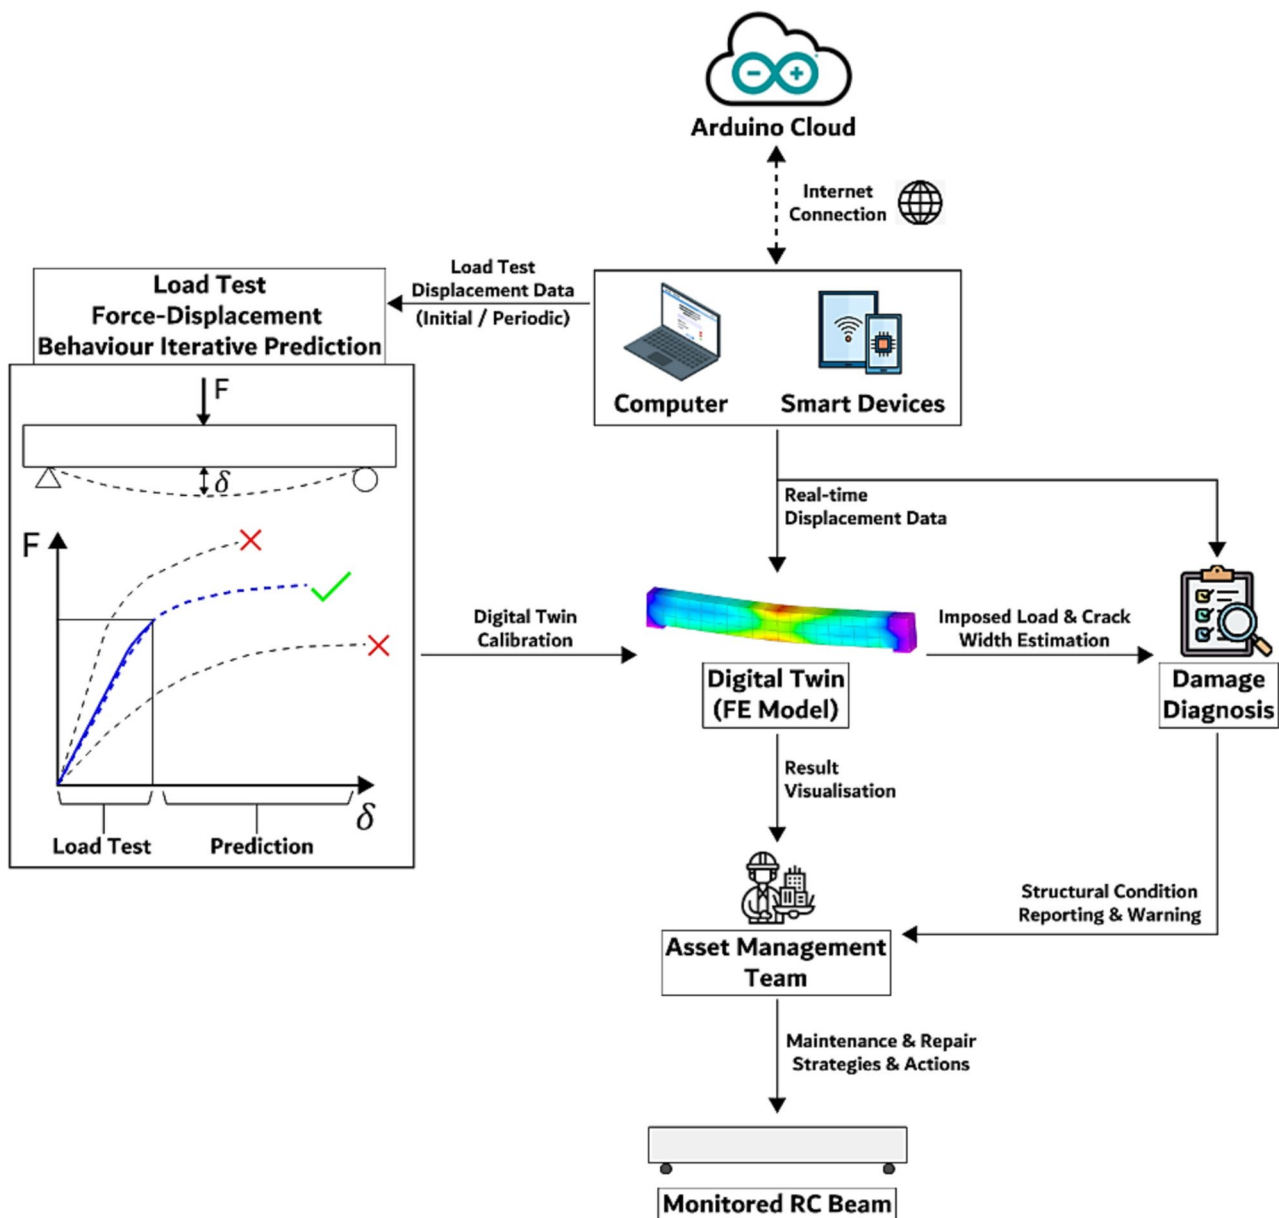 Arduino Cloud
Internet
Connection
Load Test
Displacement Data
(Initial / Periodic)
Load Test
Force-Displacement
Behaviour Iterative Prediction
Computer
Smart Devices
F
δ
F
δ
Load Test
Prediction
Real-time
Displacement Data
Digital Twin
Calibration
Imposed Load & Crack
Width Estimation
Digital Twin
(FE Model)
Damage
Diagnosis
Result
Visualisation
Structural Condition
Reporting & Warning
Asset Management
Team
Maintenance & Repair
Strategies & Actions
Monitored RC Beam